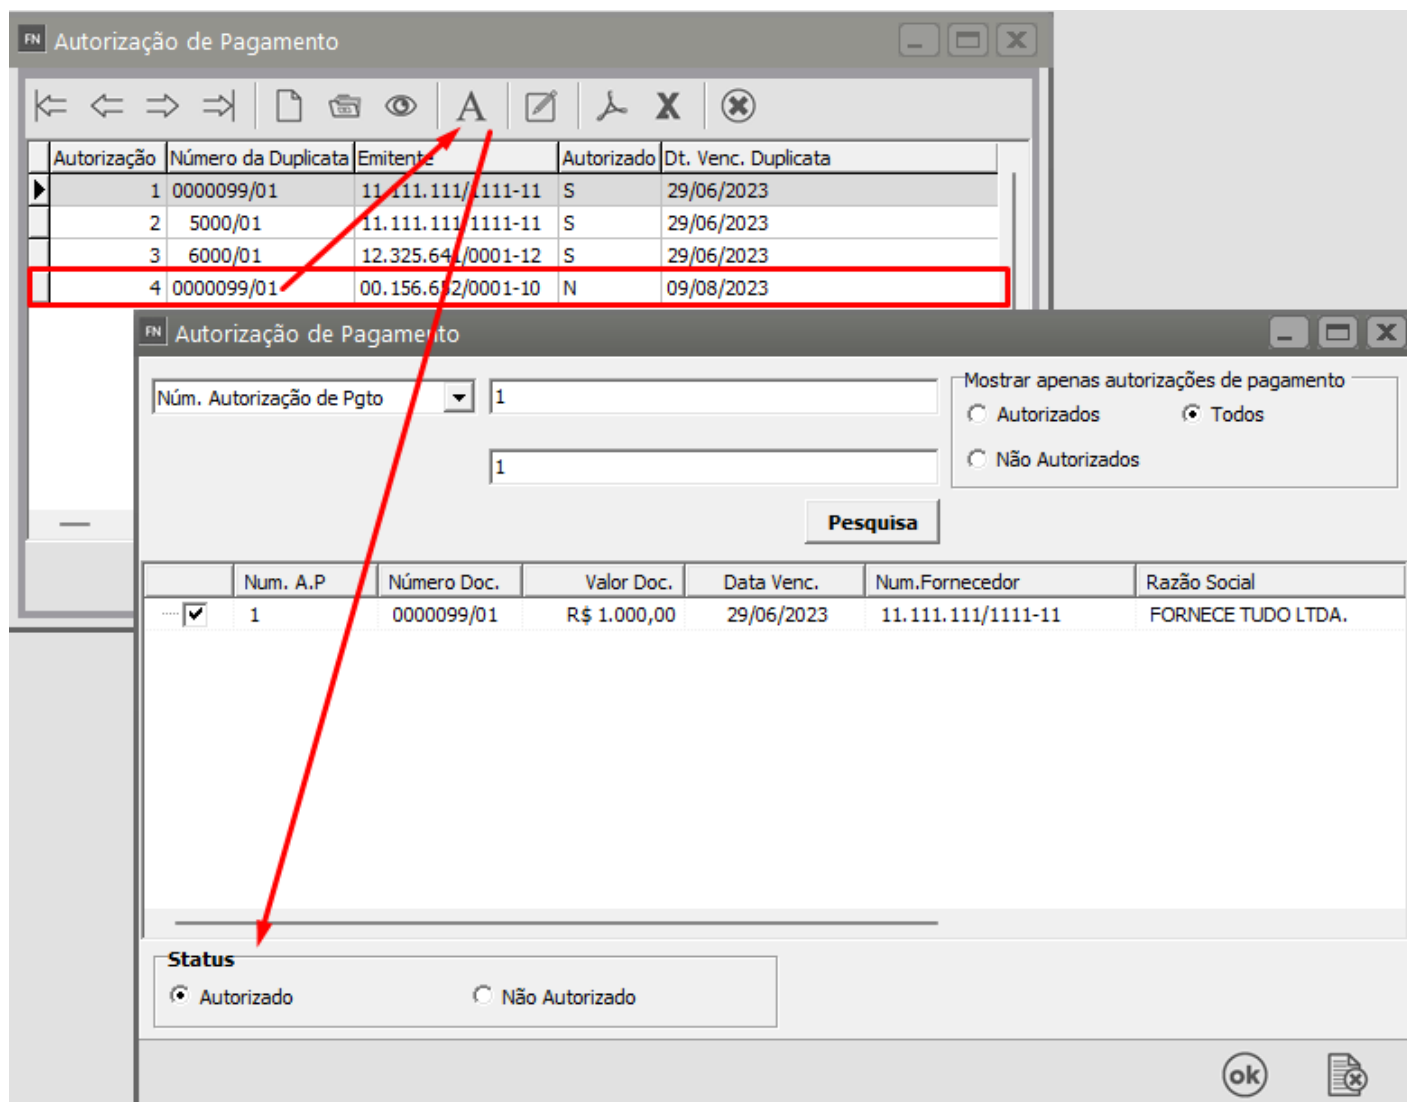 FN Autorização de Pagamento
A X
Autorização Número da Duplicata Emitente Autorizado Dt. Venc. Duplicata
1 0000099/01 11.111.111/1111-11 S 29/06/2023
2 5000/01 11.111.111/1111-11 S 29/06/2023
3 6000/01 12.325.641/0001-12 S 29/06/2023
4 0000099/01 00.156.652/0001-10 N 09/08/2023
FN Autorização de Pagamento
Mostrar apenas autorizações de pagamento
Núm. Autorização de Pgto 1
Autorizados Todos
1
Não Autorizados
Pesquisa
Num. A.P Número Doc. Valor Doc. Data Venc. Num.Fornecedor Razão Social
1 0000099/01 R$ 1.000,00 29/06/2023 11.111.111/1111-11 FORNECE TUDO LTDA.
Status
Autorizado Não Autorizado
ok